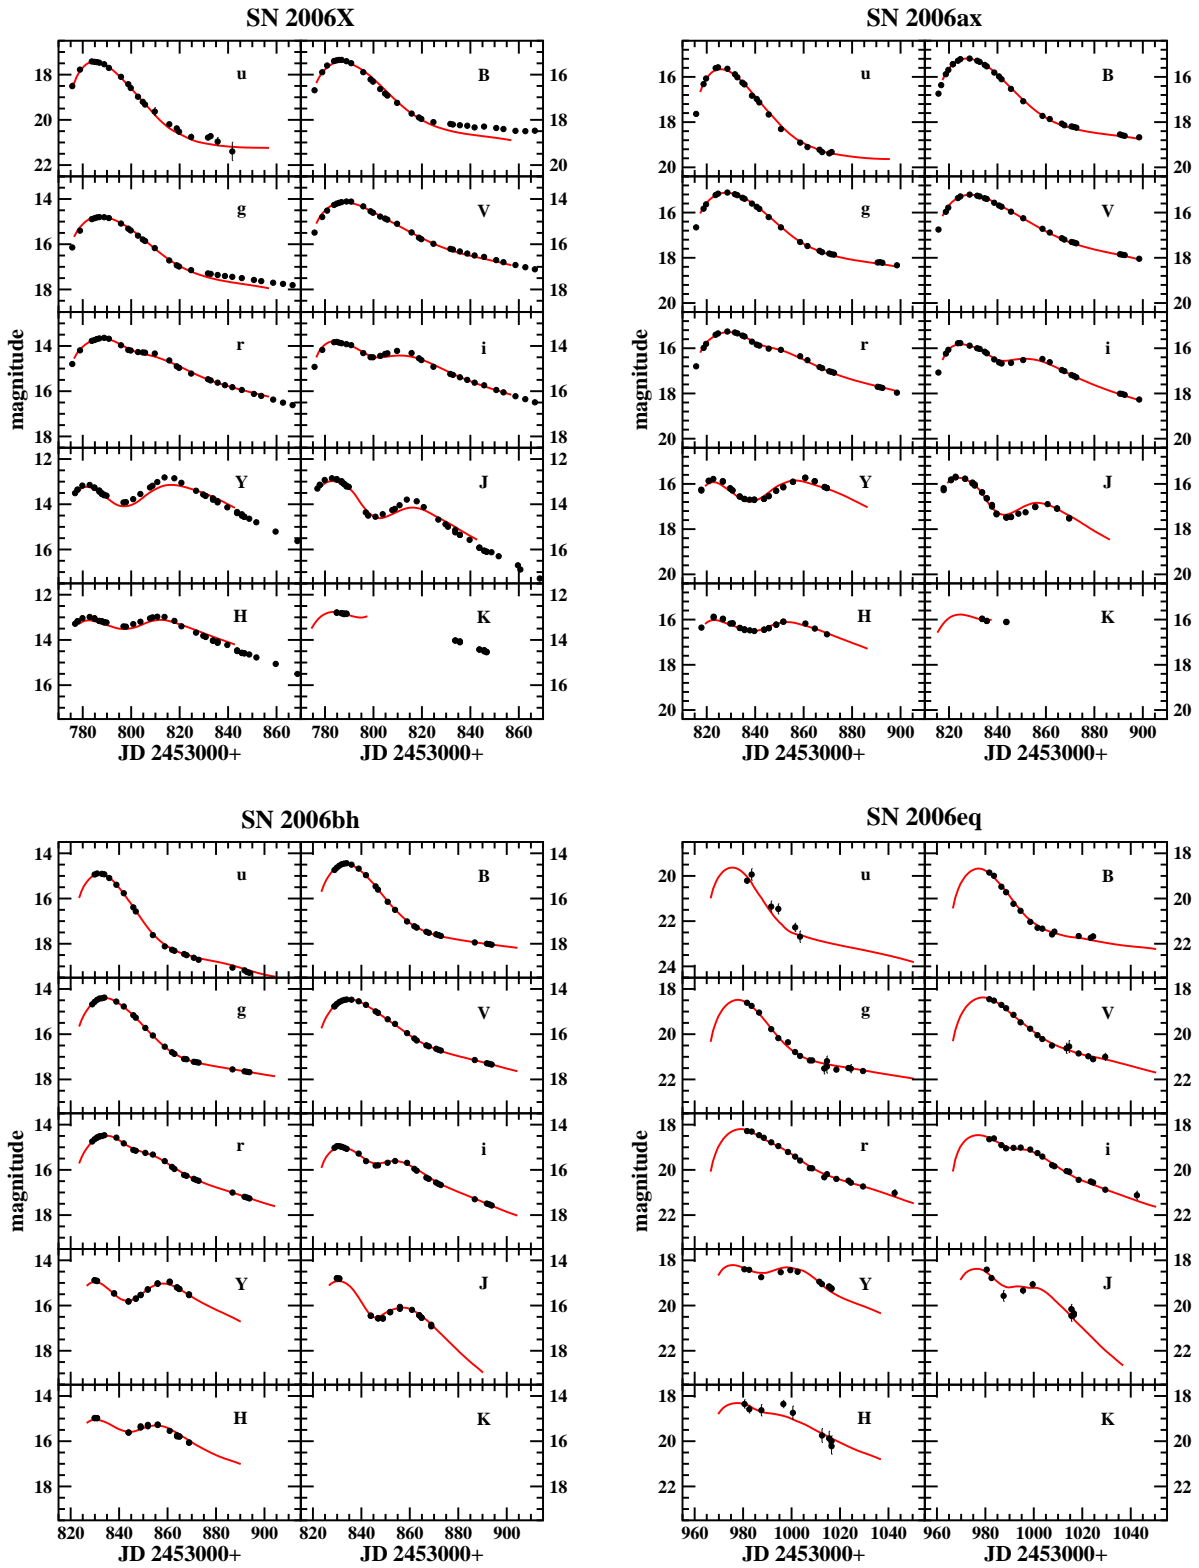 SN 2006X
u
B
18
20
22
16
18
20
g
V
14
16
18
14
16
18
magnitude
r
i
14
16
18
14
16
18
Y
J
12
14
16
12
14
16
H
K
12
14
16
12
14
16
780 800 820 840 860
780 800 820 840 860
JD 2453000+
JD 2453000+
SN 2006ax
u
B
16
18
20
16
18
20
g
V
16
18
20
16
18
20
magnitude
r
i
16
18
20
16
18
20
Y
J
16
18
20
16
18
20
H
K
16
18
20
16
18
20
820 840 860 880 900
820 840 860 880 900
JD 2453000+
JD 2453000+
SN 2006bh
u
B
14
16
18
14
16
18
g
V
14
16
18
14
16
18
magnitude
r
i
14
16
18
14
16
18
Y
J
14
16
18
14
16
18
H
K
14
16
18
14
16
18
820 840 860 880 900
820 840 860 880 900
JD 2453000+
JD 2453000+
SN 2006eq
u
B
20
22
24
18
20
22
g
V
18
20
22
18
20
22
magnitude
r
i
18
20
22
18
20
22
Y
J
18
20
22
18
20
22
H
K
18
20
22
18
20
22
960 980 1000 1020 1040
960 980 1000 1020 1040
JD 2453000+
JD 2453000+